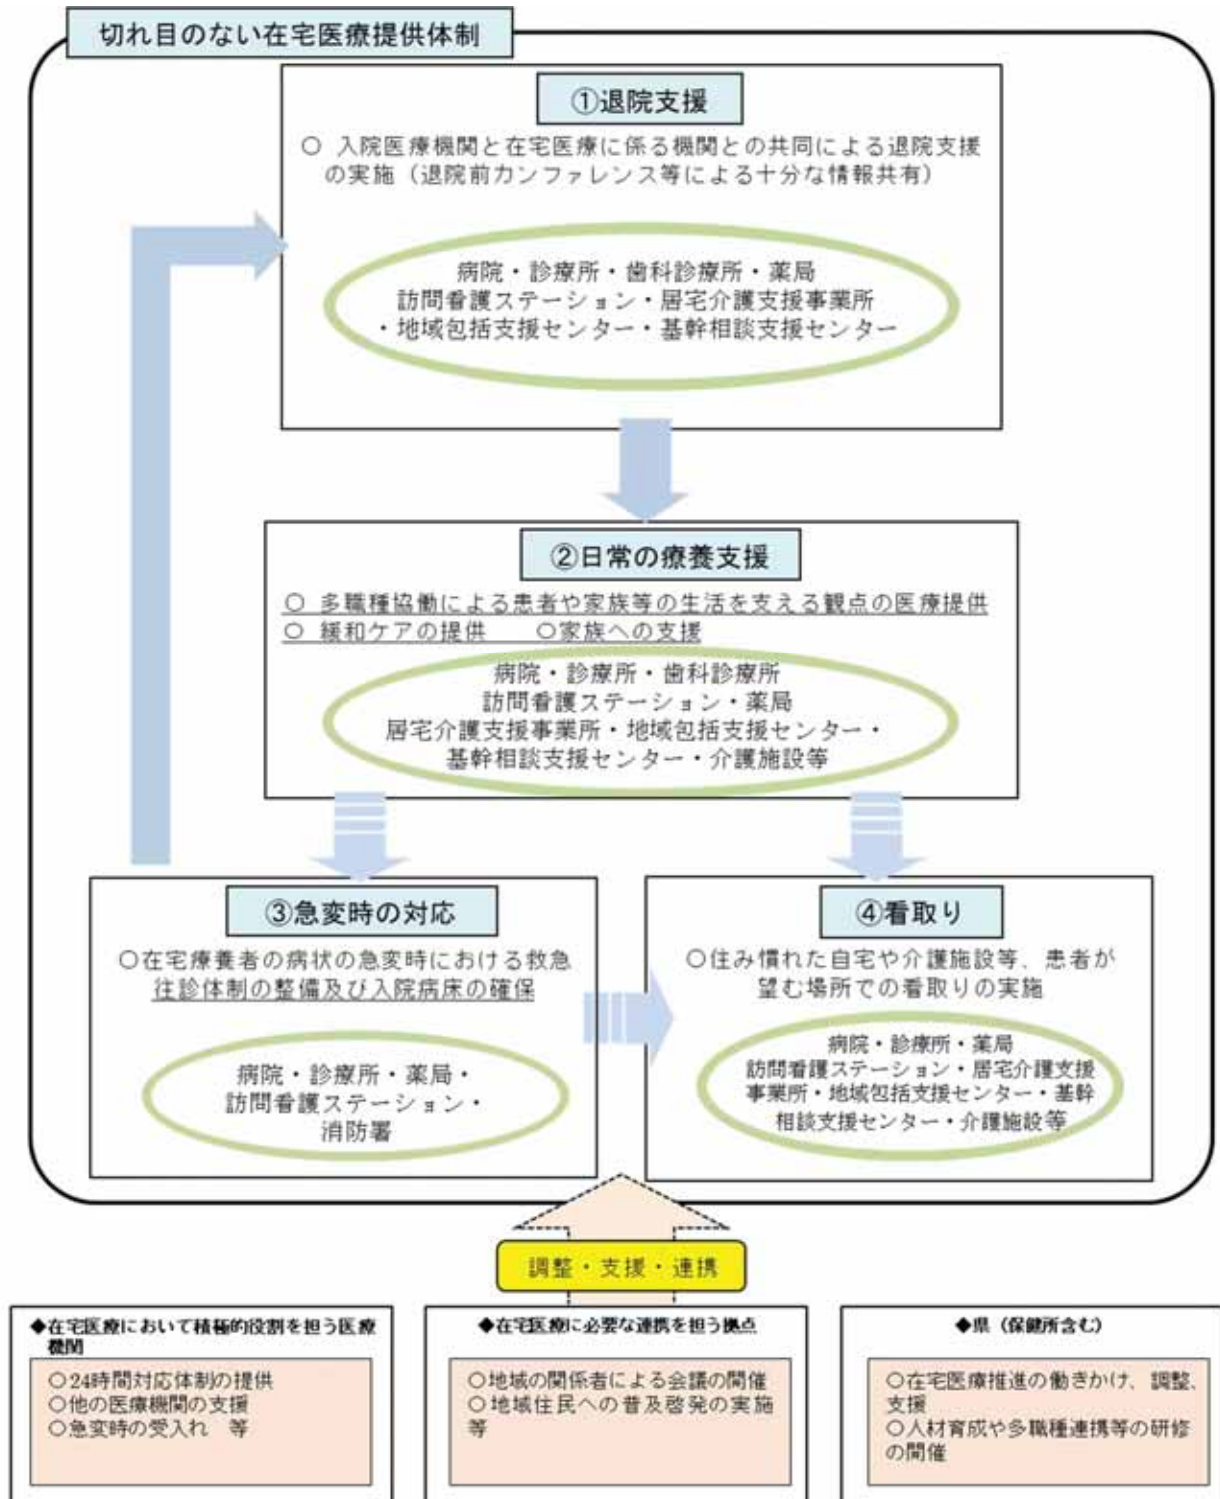 切れ目のない在宅医療提供体制
①退院支援
○ 入院医療機関と在宅医療に係る機関との共同による退院支援
の実施（退院前カンファレンス等による十分な情報共有）
病院・診療所・歯科診療所・薬局
訪問看護ステーション・居宅介護支援事業所
・地域包括支援センター・基幹相談支援センター
②日常の療養支援
○ 多職種協働による患者や家族等の生活を支える観点の医療提供
○ 緩和ケアの提供　　○家族への支援
病院・診療所・歯科診療所
訪問看護ステーション・薬局
居宅介護支援事業所・地域包括支援センター・
基幹相談支援センター・介護施設等
③急変時の対応
○在宅療養者の病状の急変時における救急
往診体制の整備及び入院病床の確保
病院・診療所・薬局・
訪問看護ステーション・
消防署
④看取り
○住み慣れた自宅や介護施設等、患者が
望む場所での看取りの実施
病院・診療所・薬局
訪問看護ステーション・居宅介護支援
事業所・地域包括支援センター・基幹
相談支援センター・介護施設等
調整・支援・連携
◆在宅医療において積極的役割を担う医療
機関
○24時間対応体制の提供
○他の医療機関の支援
○急変時の受入れ　等
◆在宅医療に必要な連携を担う拠点
○地域の関係者による会議の開催
○地域住民への普及啓発の実施
等
◆県（保健所含む）
○在宅医療推進の働きかけ、調整、
支援
○人材育成や多職種連携等の研修
の開催